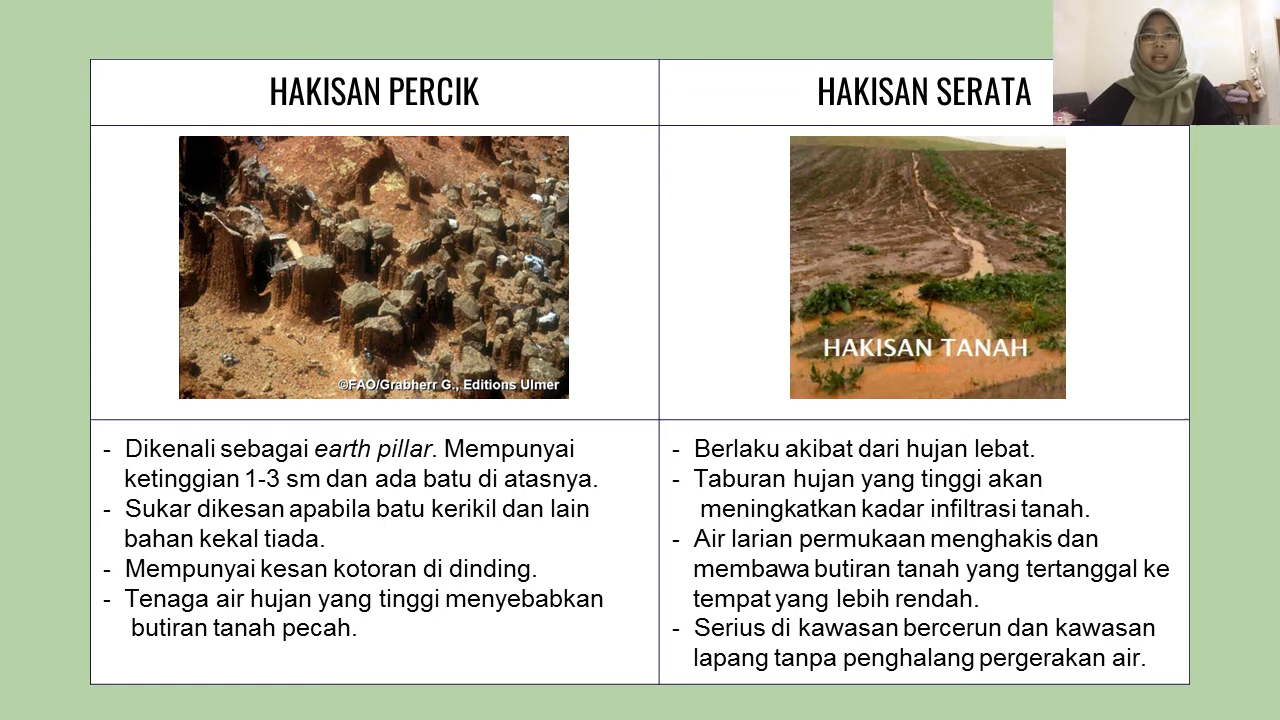 HAKISAN PERCIK
HAKISAN SERATA
©FAO/Grabherr G., Editions Ulmer
HAKISAN TANAH
- Dikenali sebagai earth pillar. Mempunyai
ketinggian 1-3 sm dan ada batu di atasnya.
- Sukar dikesan apabila batu kerikil dan lain
bahan kekal tiada.
- Mempunyai kesan kotoran di dinding.
- Tenaga air hujan yang tinggi menyebabkan
butiran tanah pecah.
- Berlaku akibat dari hujan lebat.
- Taburan hujan yang tinggi akan
meningkatkan kadar infiltrasi tanah.
- Air larian permukaan menghakis dan
membawa butiran tanah yang tertanggal ke
tempat yang lebih rendah.
- Serius di kawasan bercerun dan kawasan
lapang tanpa penghalang pergerakan air.